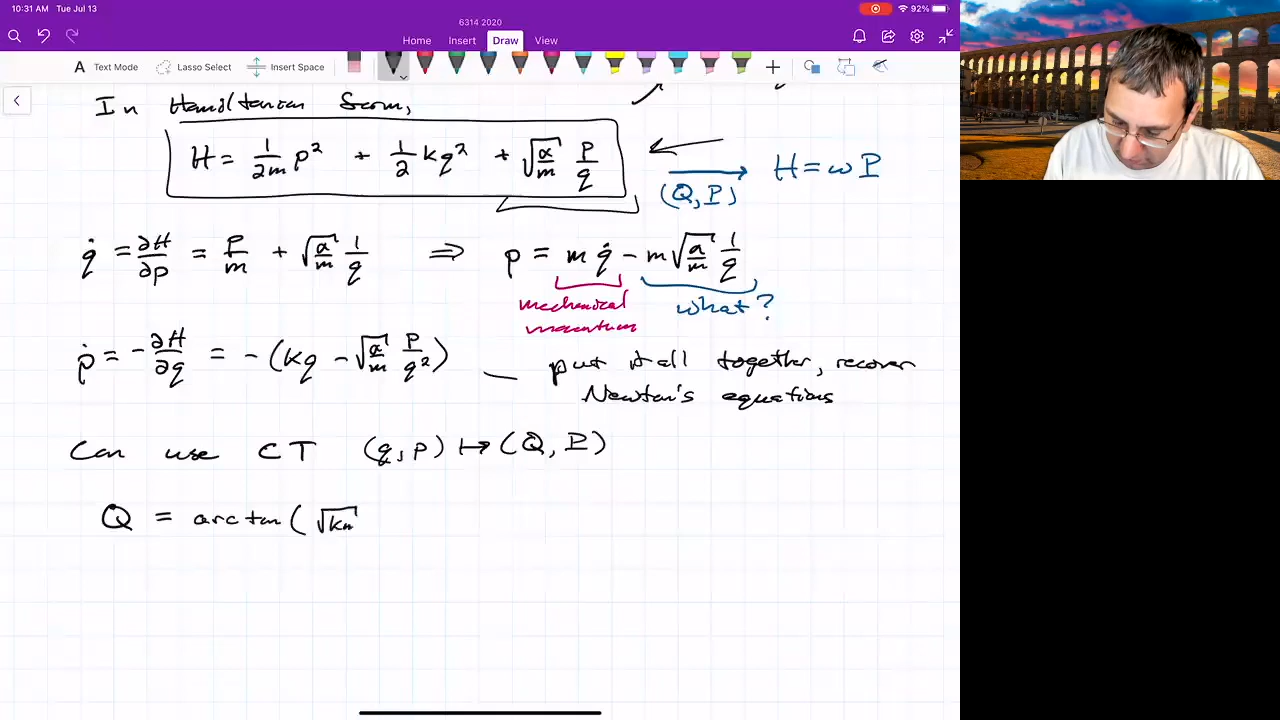 10:31 AM Tue Jul 13
92%
6314 2020
Home Insert Draw View
Text Mode Lasso Select Insert Space
In Hamiltonian form,
H = 1/2m p² + 1/2 kq² + √(α/m) p/q
(Q, P)
H = ωP
q̇ = ∂H/∂p = p/m + √(α/m) 1/q ⇒ p = m q̇ − m√(α/m) 1/q
mechanical momentum
what?
ṗ = −∂H/∂q = −(kq − √(α/m) p/q²) — put it all together, recover
Newton's equations
Can use CT (q, p) ↦ (Q, P)
Q = arctan( √km